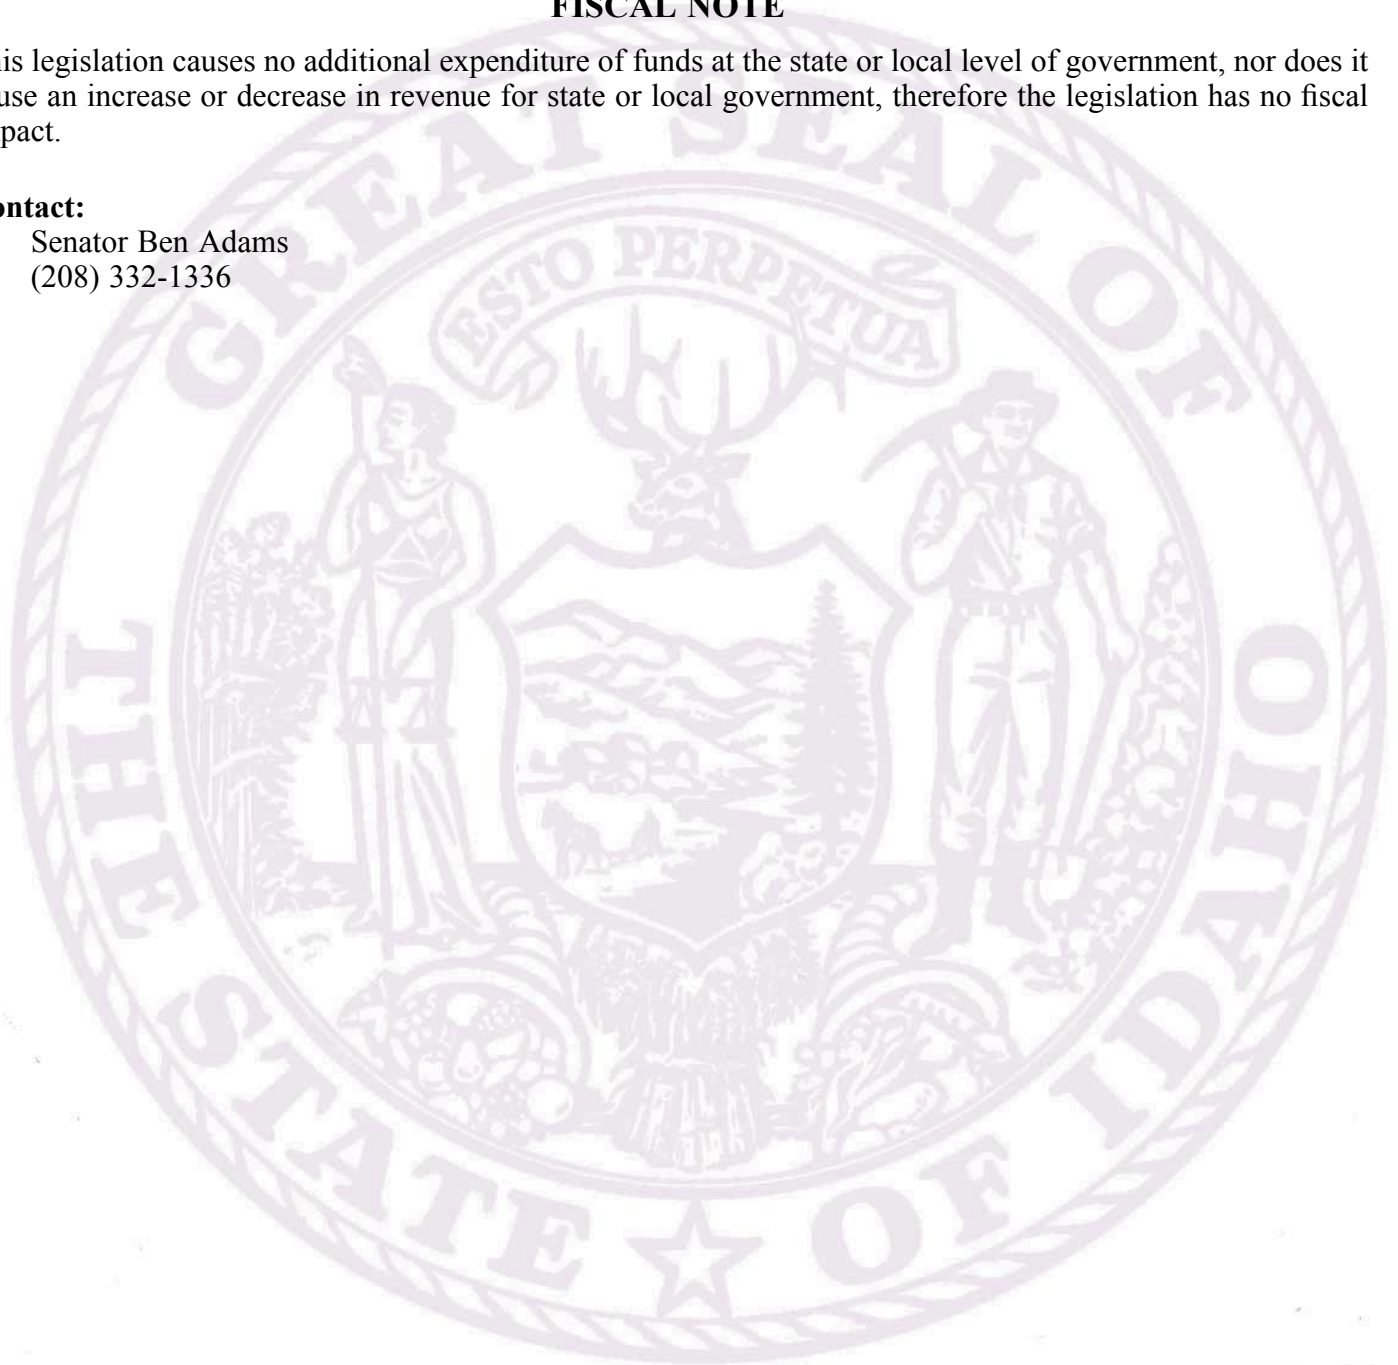 FISCAL NOTE
his legislation causes no additional expenditure of funds at the state or local level of government, nor does it
use an increase or decrease in revenue for state or local government, therefore the legislation has no fiscal
pact.
ontact:
Senator Ben Adams
(208) 332-1336
GREAT SEAL OF
ESTO PERPETUA
THE
STATE OF IDAHO